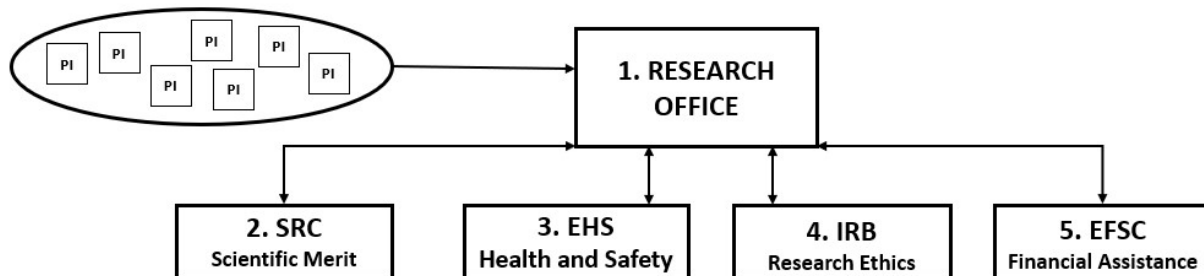 PI
PI
PI
PI
PI
PI
PI
1. RESEARCH
OFFICE
2. SRC
Scientific Merit
3. EHS
Health and Safety
4. IRB
Research Ethics
5. EFSC
Financial Assistance